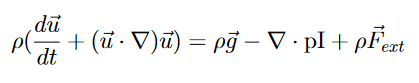 ρ(du⃗/dt + (u⃗ · ∇)u⃗) = ρg⃗ − ∇ · pI + ρF⃗_ext